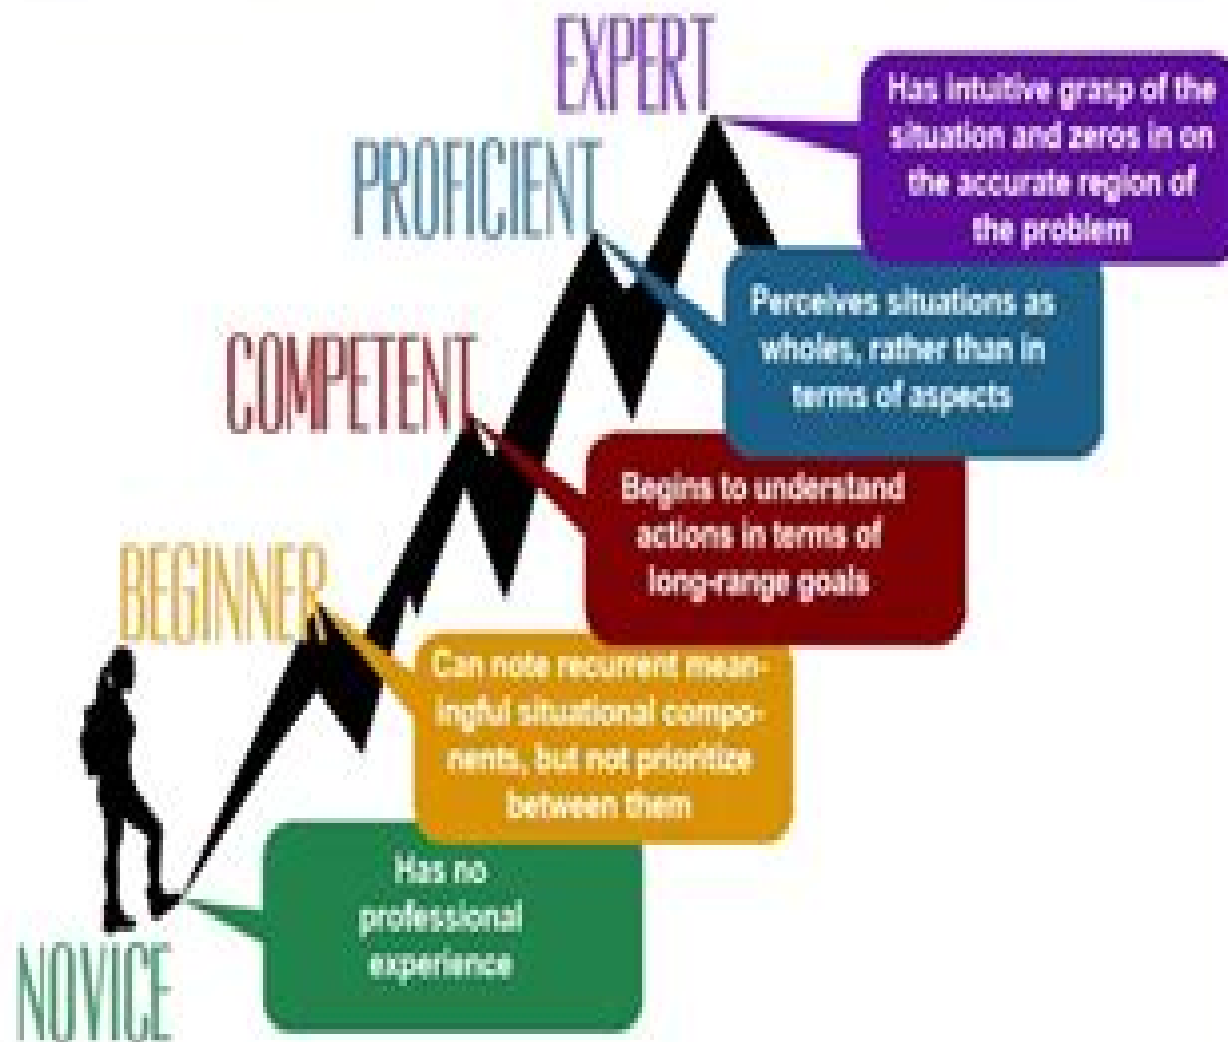 EXPERT
Has intuitive grasp of the
situation and zeros in on
the accurate region of
the problem
PROFICIENT
Perceives situations as
wholes, rather than in
terms of aspects
COMPETENT
Begins to understand
actions in terms of
long-range goals
BEGINNER
Can note recurrent mean-
ingful situational compo-
nents, but not prioritize
between them
Has no
professional
experience
NOVICE